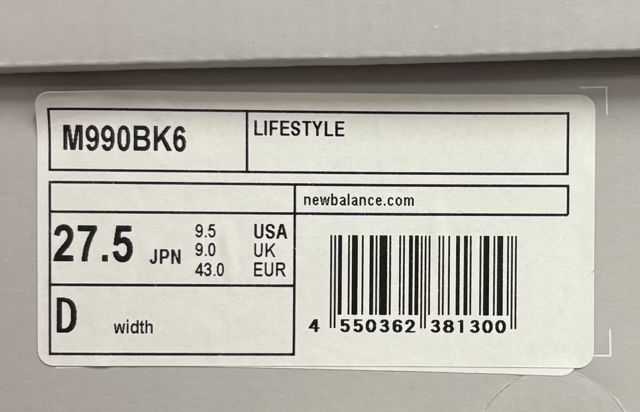 M990BK6
LIFESTYLE
newbalance.com
27.5 JPN
9.5 USA
9.0 UK
43.0 EUR
D width
4 550362 381300